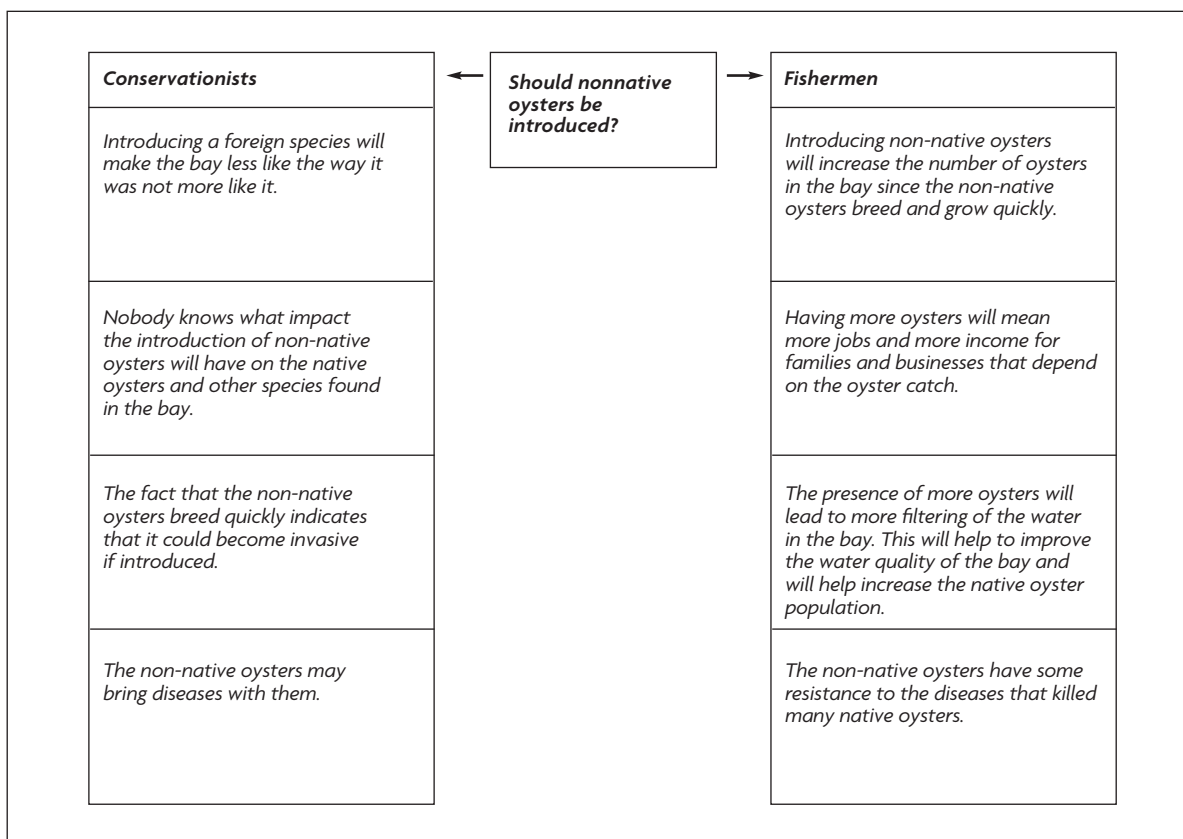 Conservationists
Introducing a foreign species will
make the bay less like the way it
was not more like it.
Nobody knows what impact
the introduction of non-native
oysters will have on the native
oysters and other species found
in the bay.
The fact that the non-native
oysters breed quickly indicates
that it could become invasive
if introduced.
The non-native oysters may
bring diseases with them.
Should nonnative
oysters be
introduced?
Fishermen
Introducing non-native oysters
will increase the number of oysters
in the bay since the non-native
oysters breed and grow quickly.
Having more oysters will mean
more jobs and more income for
families and businesses that depend
on the oyster catch.
The presence of more oysters will
lead to more filtering of the water
in the bay. This will help to improve
the water quality of the bay and
will help increase the native oyster
population.
The non-native oysters have some
resistance to the diseases that killed
many native oysters.